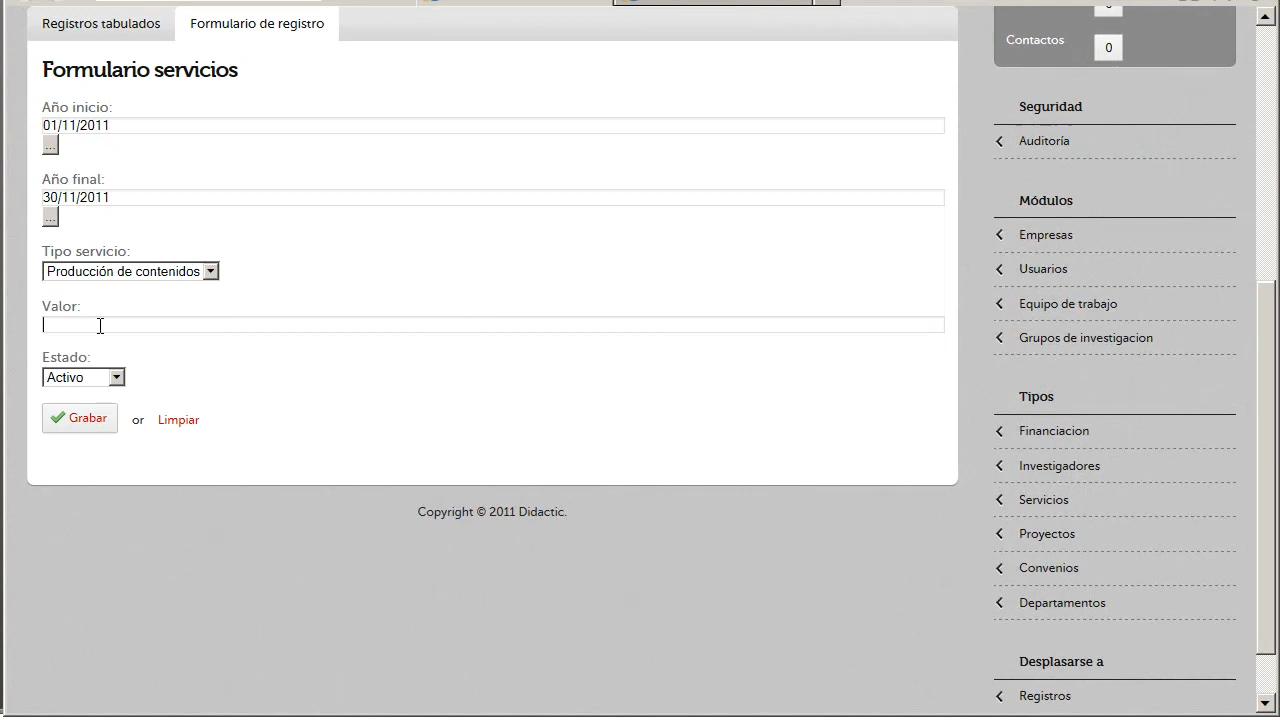 Registros tabulados
Formulario de registro
Formulario servicios
Año inicio:
01/11/2011
...
Año final:
30/11/2011
...
Tipo servicio:
Producción de contenidos
Valor:
Estado:
Activo
Grabar or Limpiar
Copyright © 2011 Didactic.
Contactos 0
Seguridad
Auditoría
Módulos
Empresas
Usuarios
Equipo de trabajo
Grupos de investigacion
Tipos
Financiacion
Investigadores
Servicios
Proyectos
Convenios
Departamentos
Desplasarse a
Registros